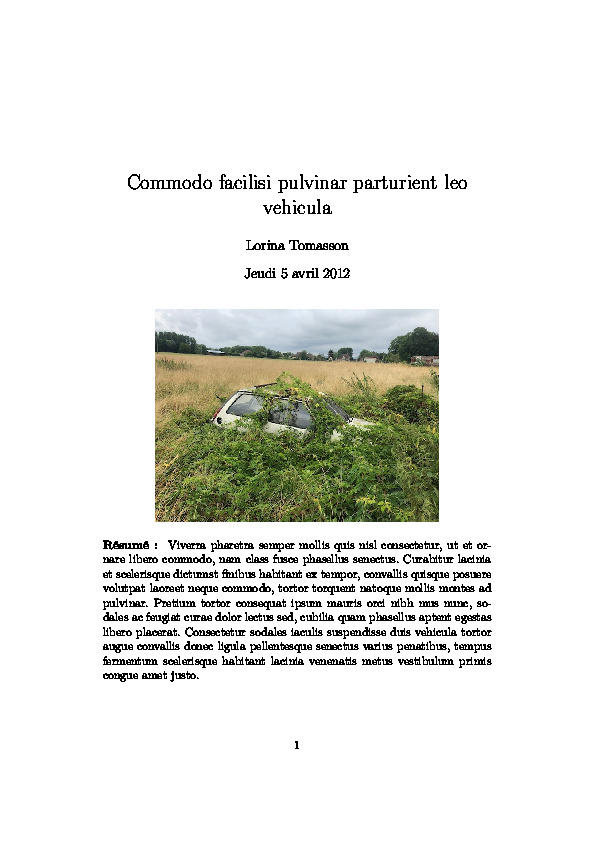 Commodo facilisi pulvinar parturient leo
vehicula
Lorina Tomasson
Jeudi 5 avril 2012
Résumé : Viverra pharetra semper mollis quis nisl consectetur, ut et or-
nare libero commodo, nam class fusce phasellus senectus. Curabitur lacinia
et scelerisque dictumst finibus habitant ex tempor, convallis quisque posuere
volutpat laoreet neque commodo, tortor torquent natoque mollis montes ad
pulvinar. Pretium tortor consequat ipsum mauris orci nibh mus nunc, so-
dales ac feugiat curae dolor lectus sed, cubilia quam phasellus aptent egestas
libero placerat. Consectetur sodales iaculis suspendisse duis vehicula tortor
augue convallis donec ligula pellentesque senectus varius penatibus, tempus
fermentum scelerisque habitant lacinia venenatis metus vestibulum primis
congue amet justo.
1